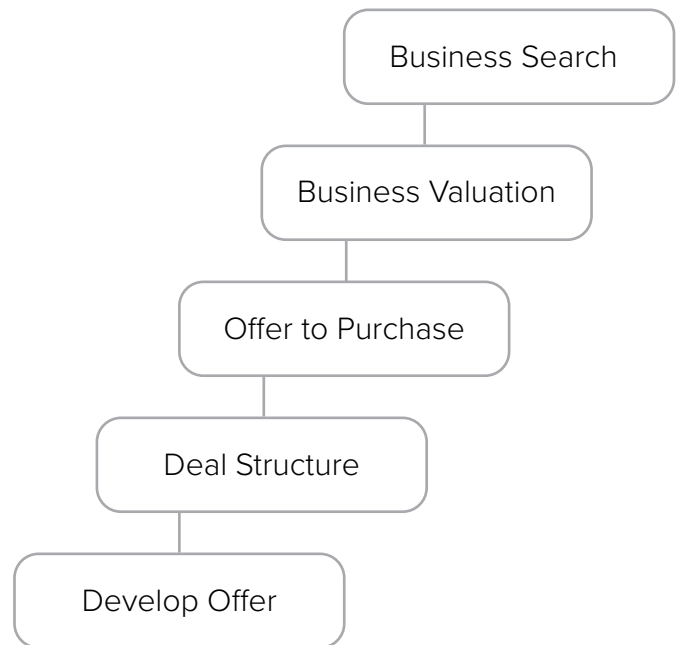 Business Search
Business Valuation
Offer to Purchase
Deal Structure
Develop Offer